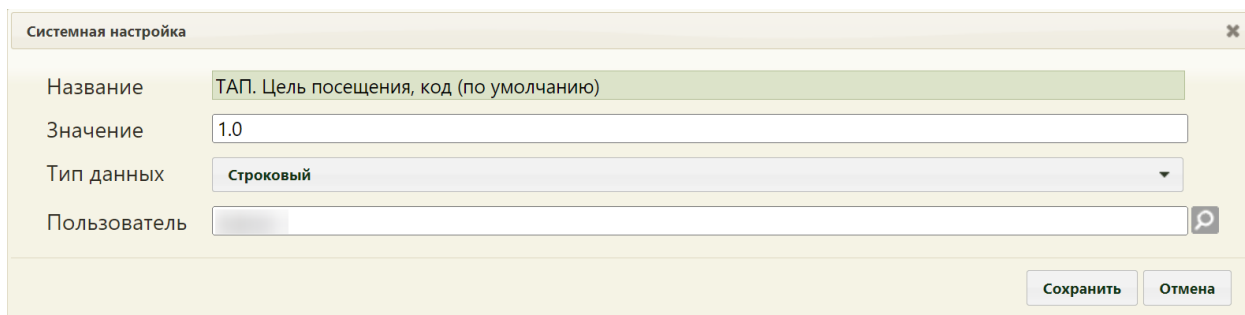 Системная настройка
Название ТАП. Цель посещения, код (по умолчанию)
Значение 1.0
Тип данных Строковый
Пользователь
Сохранить Отмена